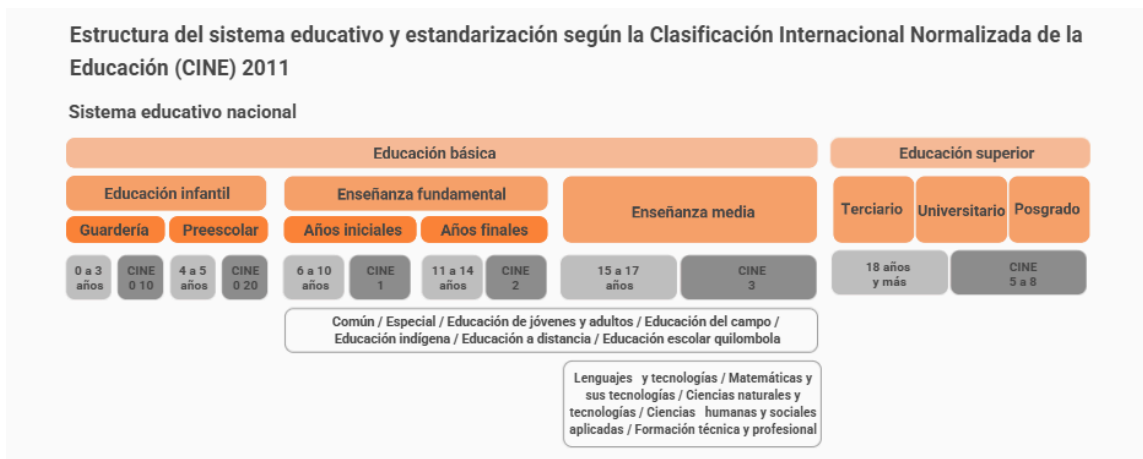 Estructura del sistema educativo y estandarización según la Clasificación Internacional Normalizada de la
Educación (CINE) 2011
Sistema educativo nacional
Educación básica
Educación superior
Educación infantil
Enseñanza fundamental
Enseñanza media
Terciario
Universitario
Posgrado
Guardería
Preescolar
Años iniciales
Años finales
0 a 3
años
CINE
0 10
4 a 5
años
CINE
0 20
6 a 10
años
CINE
1
11 a 14
años
CINE
2
15 a 17
años
CINE
3
18 años
y más
CINE
5 a 8
Común / Especial / Educación de jóvenes y adultos / Educación del campo /
Educación indígena / Educación a distancia / Educación escolar quilombola
Lenguajes y tecnologías / Matemáticas y
sus tecnologías / Ciencias naturales y
tecnologías / Ciencias humanas y sociales
aplicadas / Formación técnica y profesional